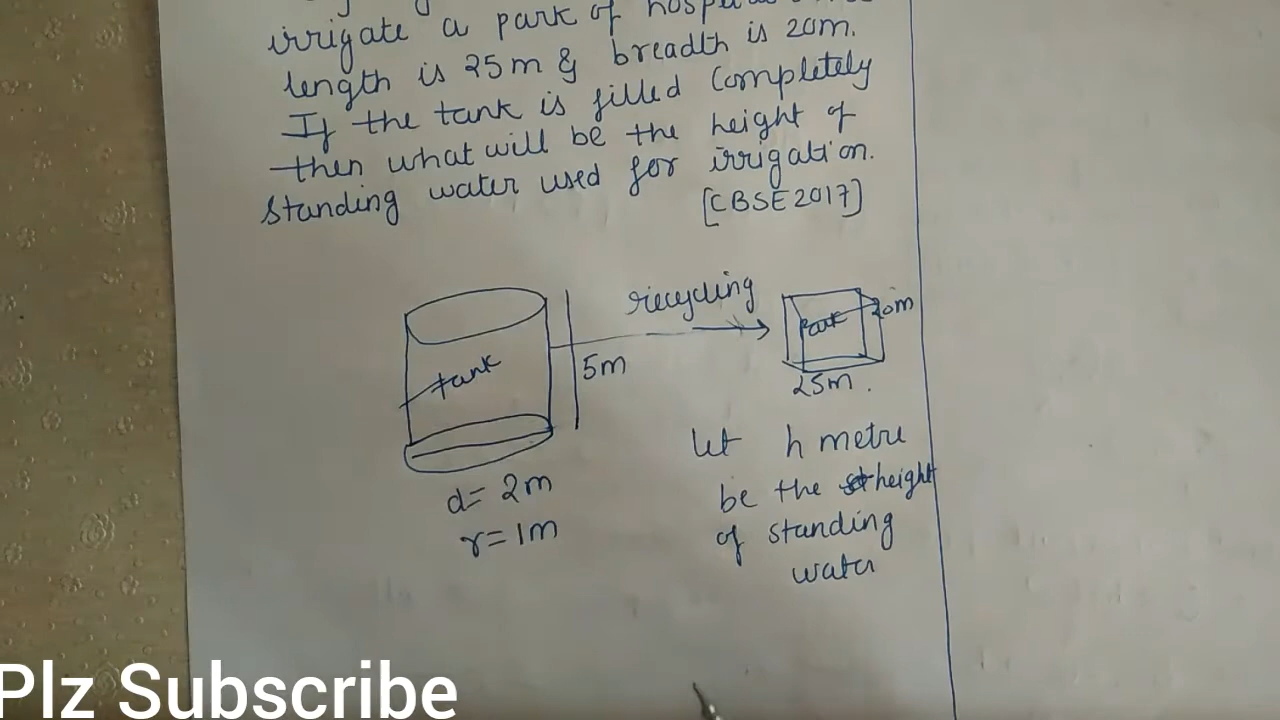 irrigate a park of
length is 25m & breadth is 20m.
If the tank is filled completely
then what will be the height of
standing water used for irrigation.
[CBSE 2017]
recycling
tank
5m
Park
20m
25m.
d= 2m
r=1m
let h metre
be the height
of standing
water
Plz Subscribe